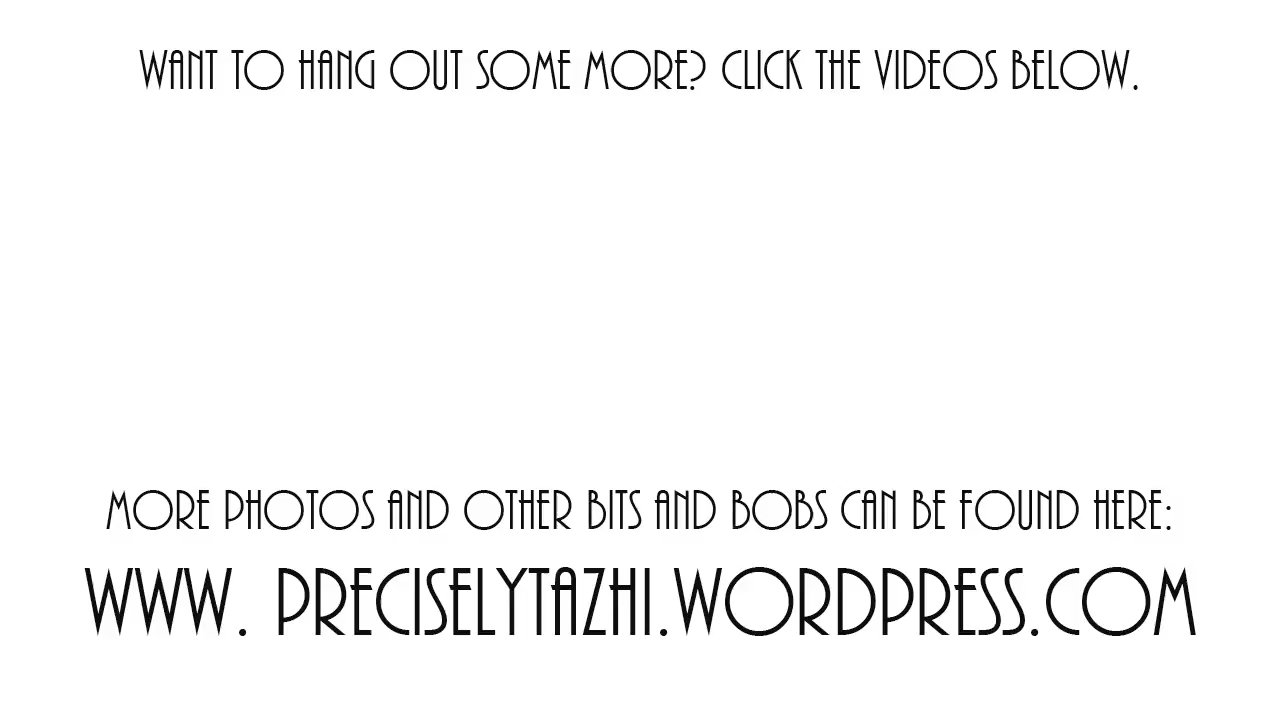 WANT TO HANG OUT SOME MORE? CLICK THE VIDEOS BELOW.
MORE PHOTOS AND OTHER BITS AND BOBS CAN BE FOUND HERE:
WWW. PRECISELYTAZHI.WORDPRESS.COM